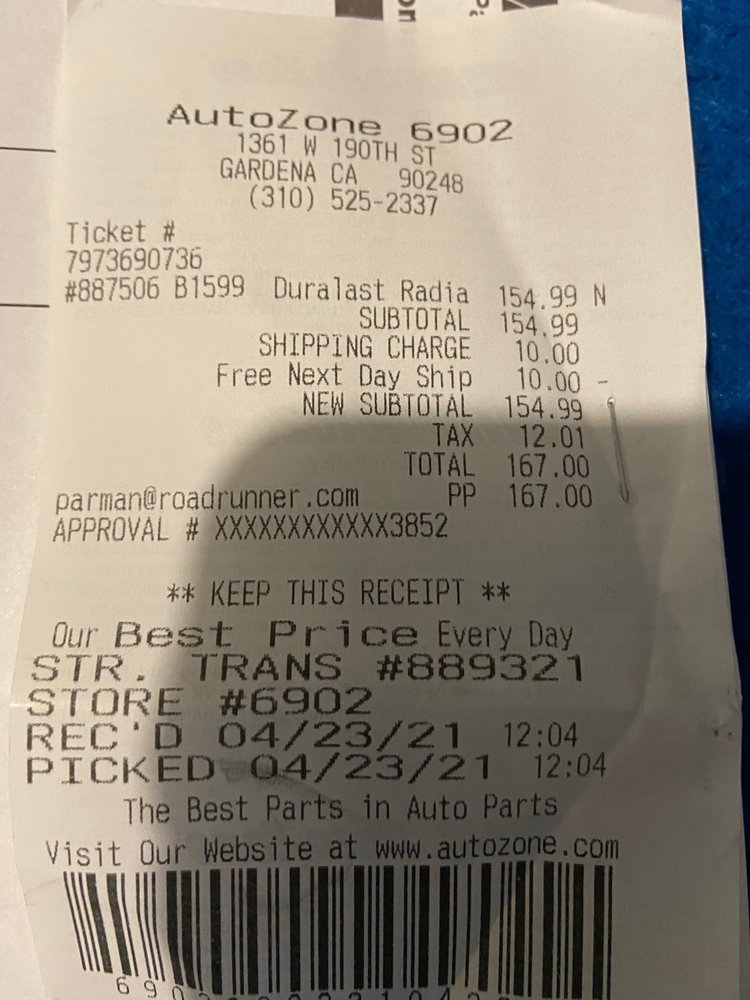 AutoZone 6902
1361 W 190TH ST
GARDENA CA 90248
(310) 525-2337
Ticket #
7973690736
#887506 B1599 Duralast Radia 154.99 N
SUBTOTAL 154.99
SHIPPING CHARGE 10.00
Free Next Day Ship 10.00 -
NEW SUBTOTAL 154.99
TAX 12.01
TOTAL 167.00
parman@roadrunner.com PP 167.00
APPROVAL # XXXXXXXXXXXX3852
** KEEP THIS RECEIPT **
Our Best Price Every Day
STR. TRANS #889321
STORE #6902
REC'D 04/23/21 12:04
PICKED 04/23/21 12:04
The Best Parts in Auto Parts
Visit Our Website at www.autozone.com